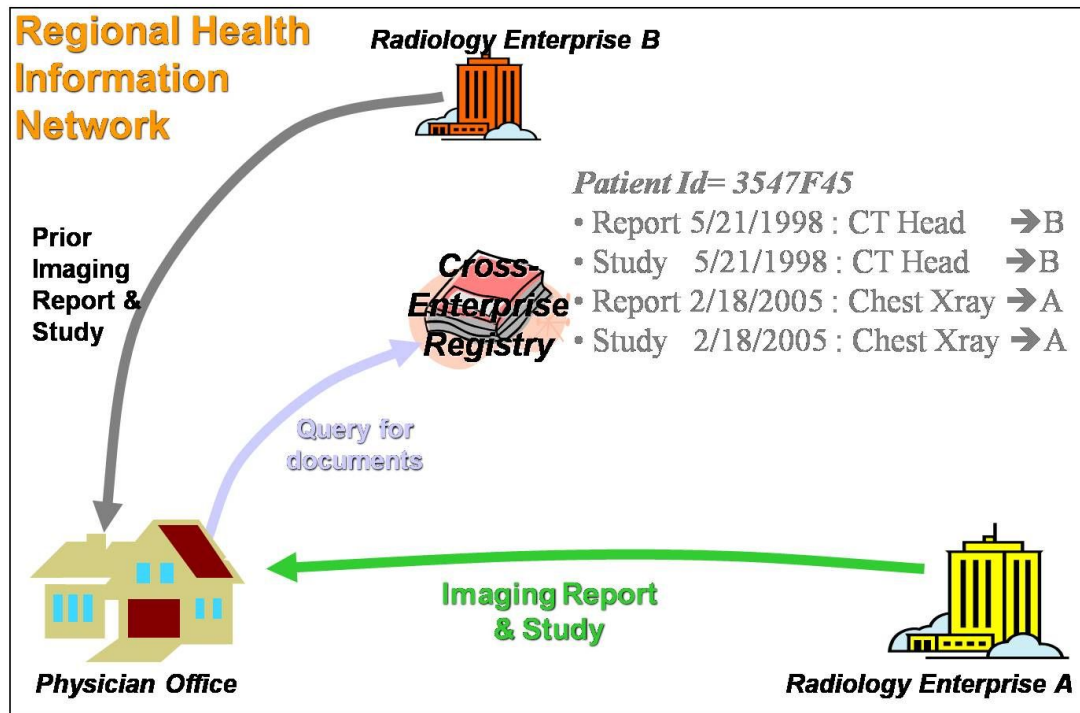 Regional Health
Information
Network
Radiology Enterprise B
Patient Id= 3547F45
• Report 5/21/1998 : CT Head ➔B
• Study 5/21/1998 : CT Head ➔B
• Report 2/18/2005 : Chest Xray ➔A
• Study 2/18/2005 : Chest Xray ➔A
Prior
Imaging
Report &
Study
Cross-
Enterprise
Registry
Query for
documents
Imaging Report
& Study
Physician Office
Radiology Enterprise A